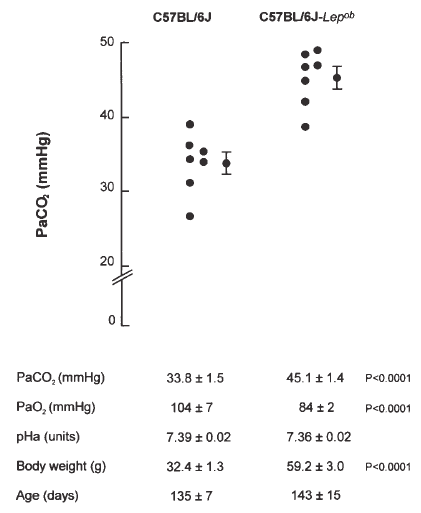 C57BL/6J C57BL/6J-Lepᵒᵇ
50
40
30
20
0
PaCO₂ (mmHg)
PaCO₂ (mmHg) 33.8 ± 1.5 45.1 ± 1.4 P<0.0001
PaO₂ (mmHg) 104 ± 7 84 ± 2 P<0.0001
pHa (units) 7.39 ± 0.02 7.36 ± 0.02
Body weight (g) 32.4 ± 1.3 59.2 ± 3.0 P<0.0001
Age (days) 135 ± 7 143 ± 15